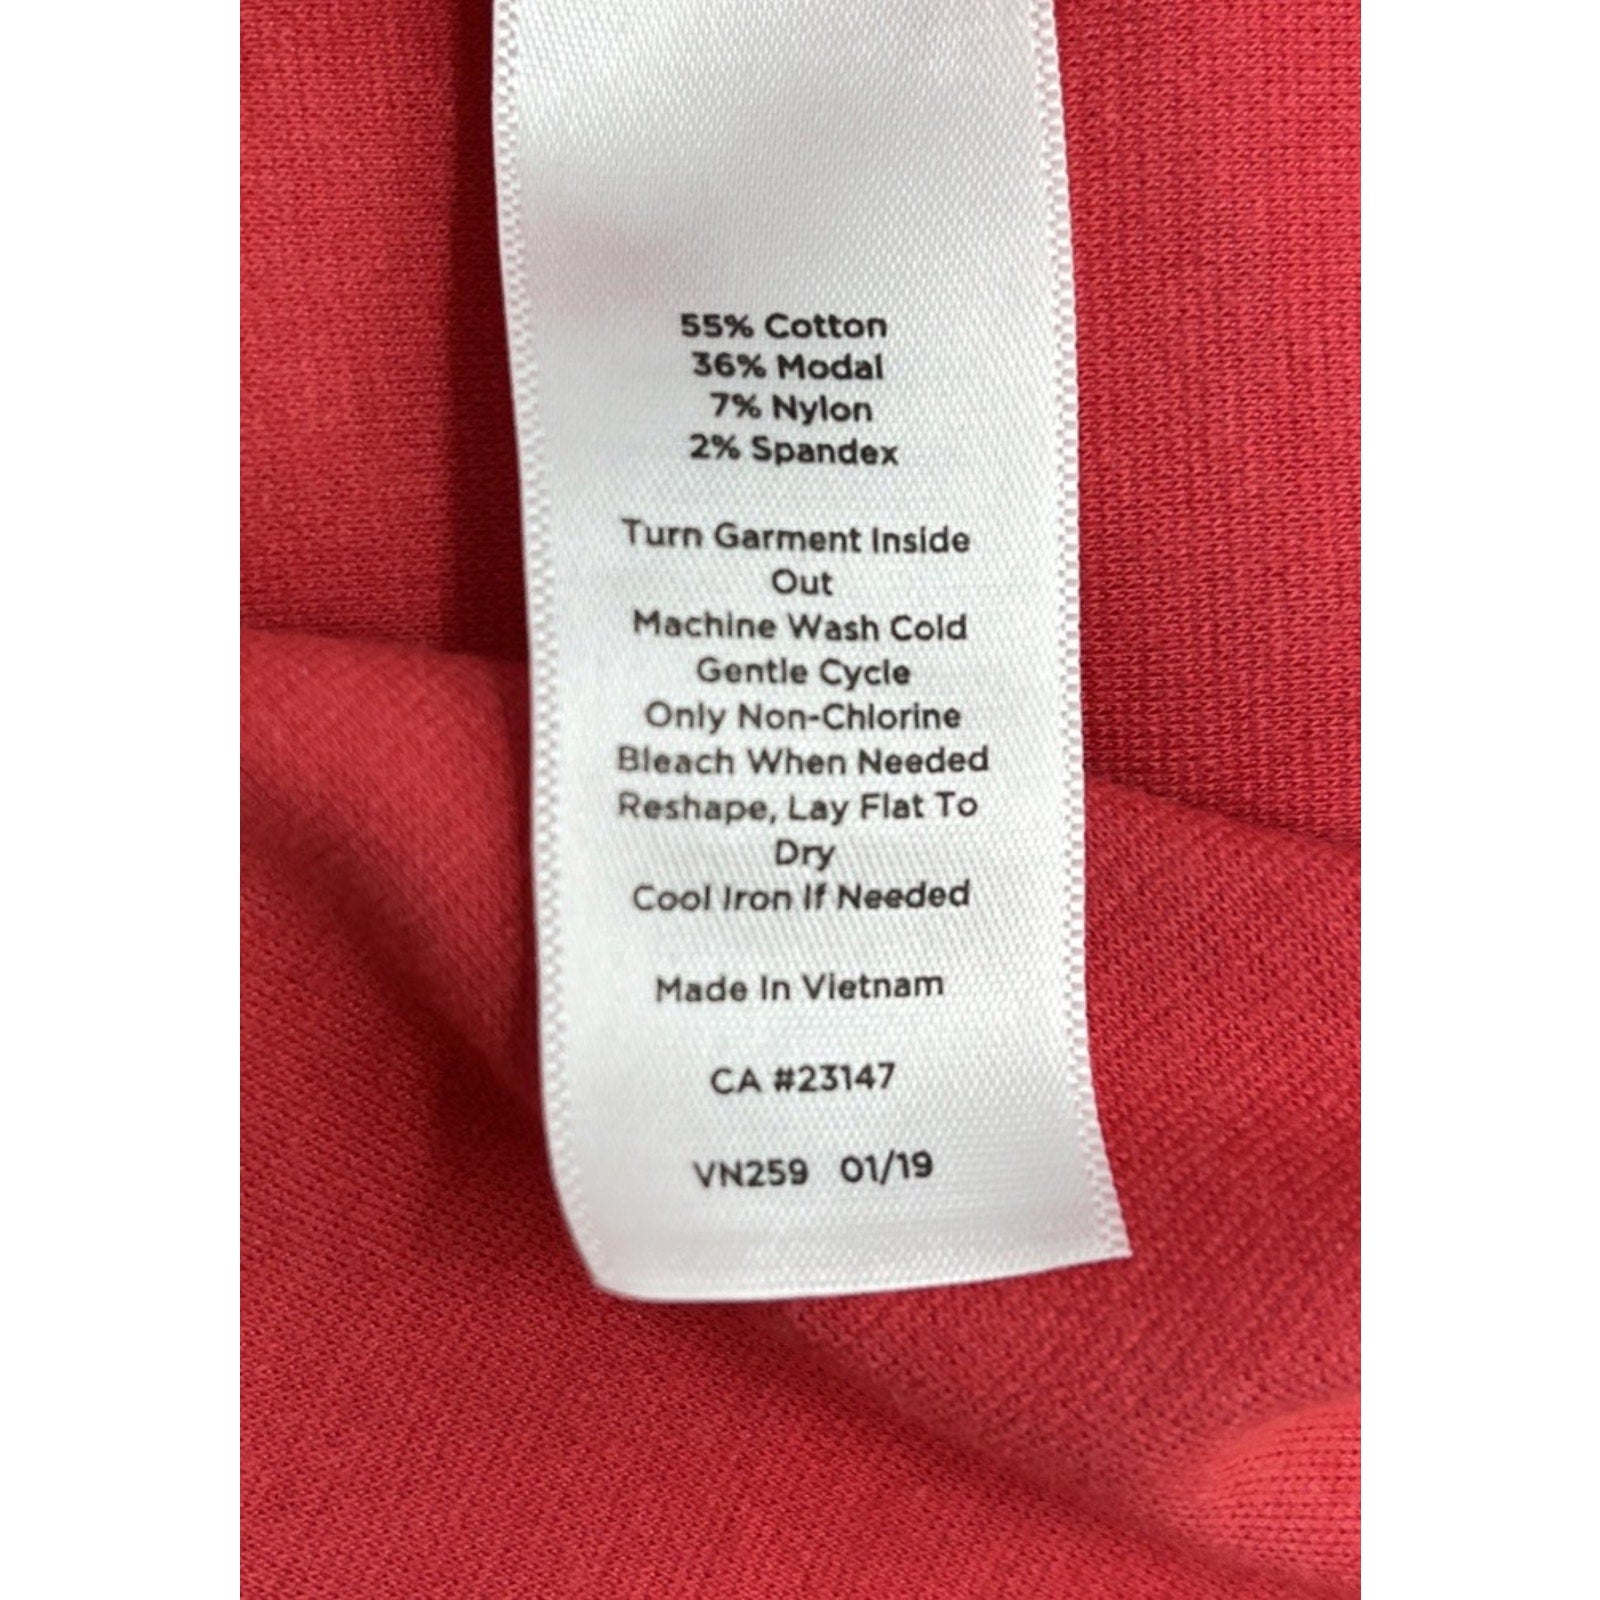 55% Cotton
36% Modal
7% Nylon
2% Spandex
Turn Garment Inside
Out
Machine Wash Cold
Gentle Cycle
Only Non-Chlorine
Bleach When Needed
Reshape, Lay Flat To
Dry
Cool Iron If Needed
Made In Vietnam
CA #23147
VN259 01/19